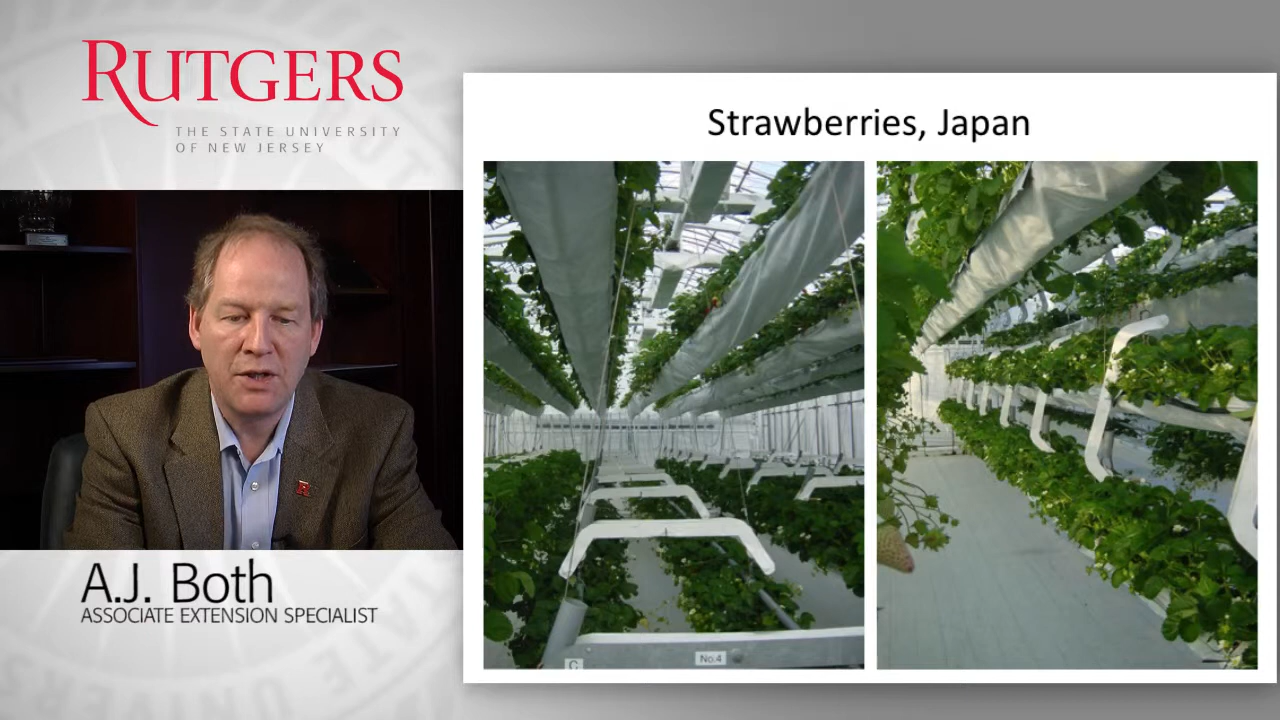 RUTGERS
THE STATE UNIVERSITY
OF NEW JERSEY
A.J. Both
ASSOCIATE EXTENSION SPECIALIST
Strawberries, Japan
C
No.4